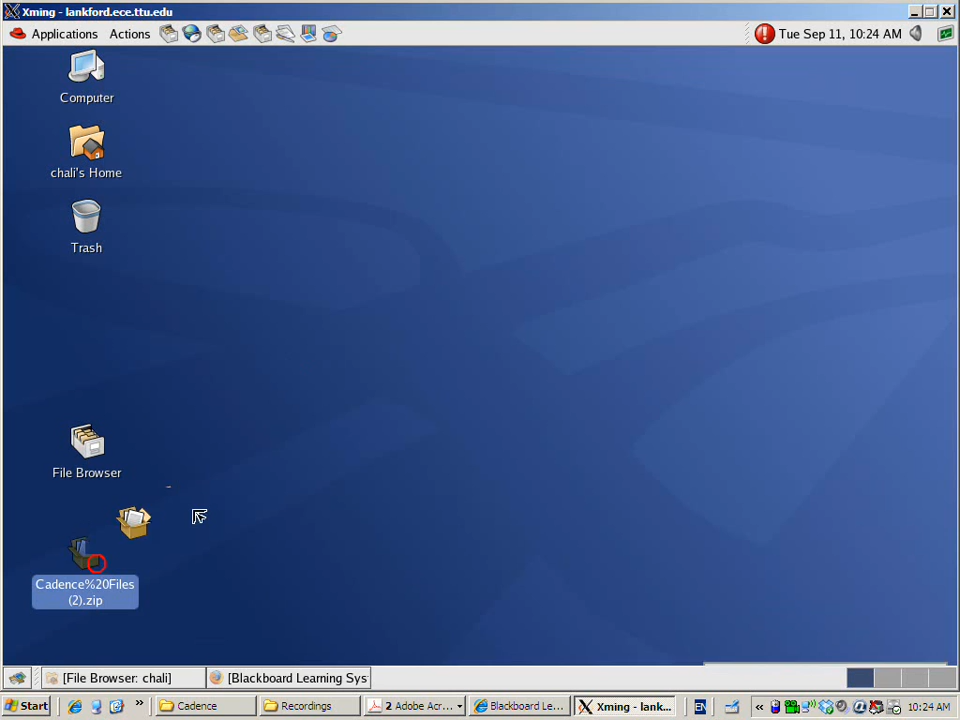 Xming - lankford.ece.ttu.edu
Applications Actions Tue Sep 11, 10:24 AM
Computer
chali's Home
Trash
File Browser
Cadence%20Files
(2).zip
[File Browser: chali] [Blackboard Learning Sys
Start » Cadence Recordings 2 Adobe Acr... Blackboard Le... Xming - lank... EN « 10:24 AM